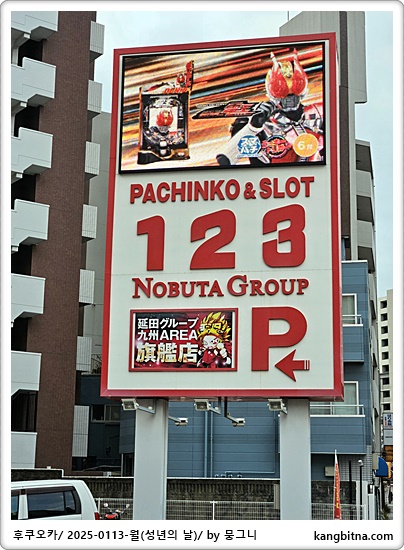 PACHINKO & SLOT
123
NOBUTA GROUP
延田グループ
九州AREA
旗艦店
P
후쿠오카/ 2025-0113-월(성년의 날)/ by 뭉그니
kangbitna.com